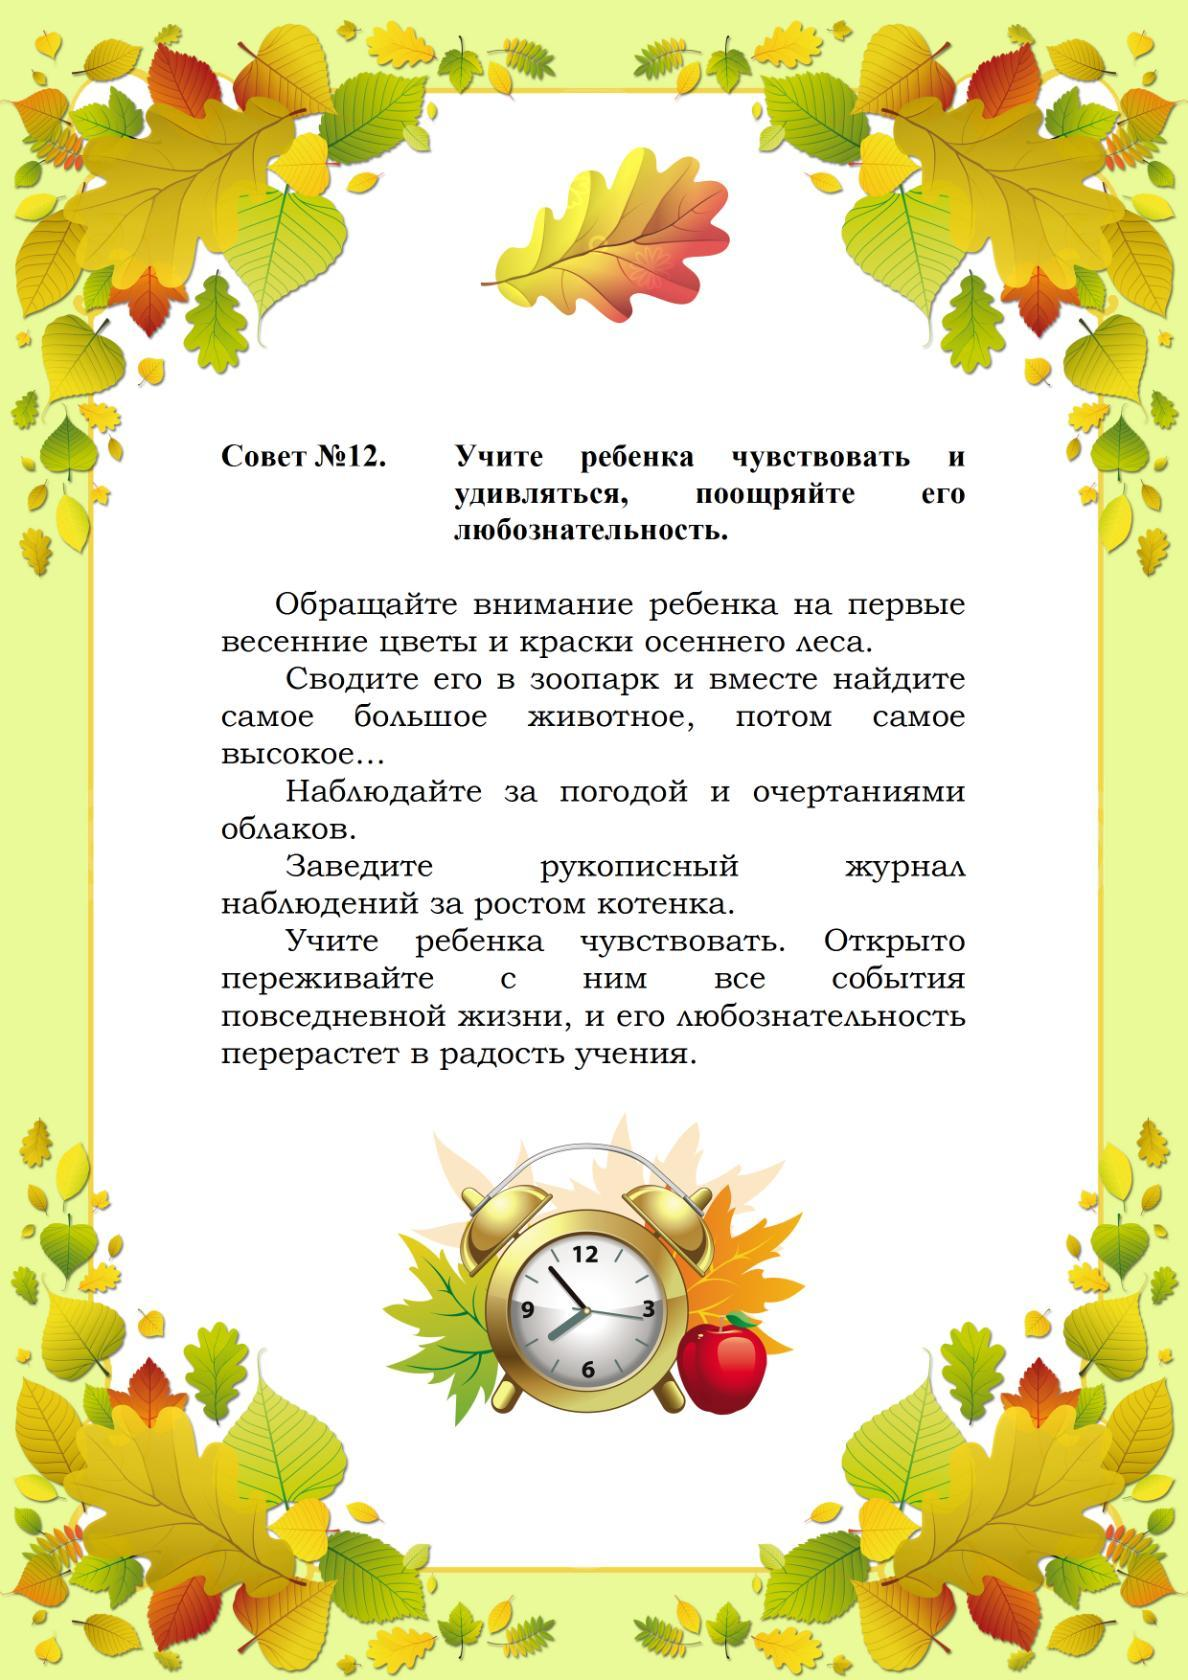 Совет №12. Учите ребенка чувствовать и
удивляться, поощряйте его
любознательность.
Обращайте внимание ребенка на первые
весенние цветы и краски осеннего леса.
Сводите его в зоопарк и вместе найдите
самое большое животное, потом самое
высокое…
Наблюдайте за погодой и очертаниями
облаков.
Заведите рукописный журнал
наблюдений за ростом котенка.
Учите ребенка чувствовать. Открыто
переживайте с ним все события
повседневной жизни, и его любознательность
перерастет в радость учения.
12
9 3
6